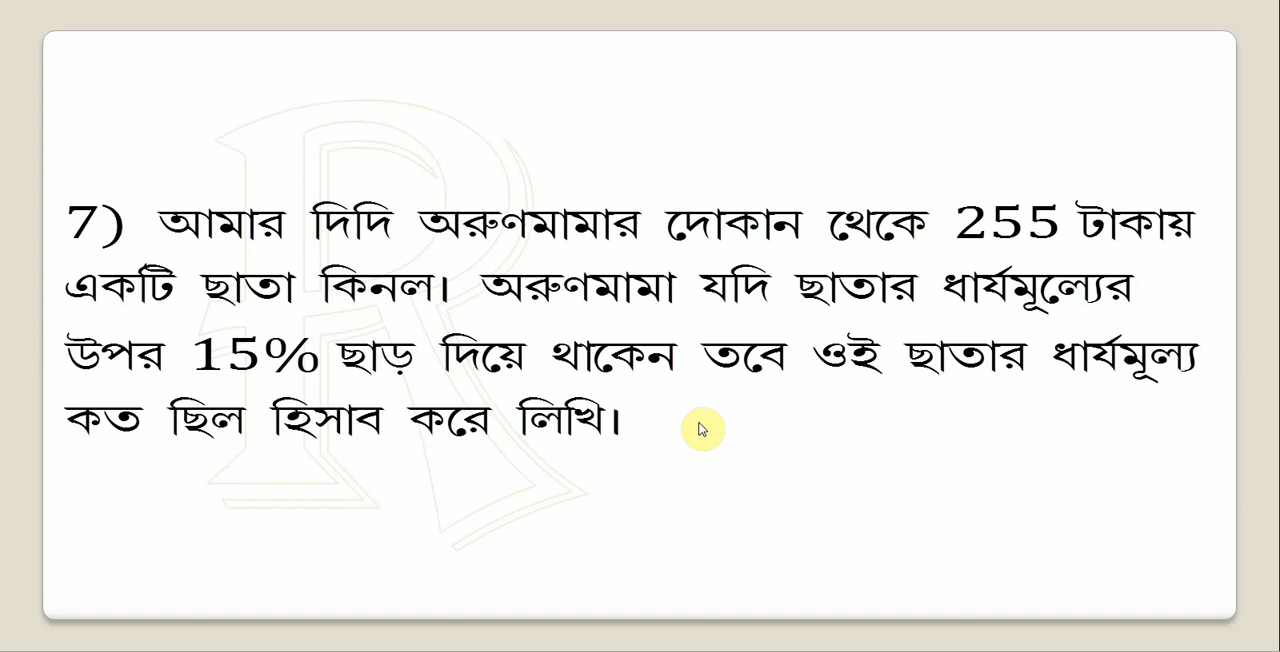 7) আমার দিদি অরুণমামার দোকান থেকে 255 টাকায়
একটি ছাতা কিনল। অরুণমামা যদি ছাতার ধার্যমূল্যের
উপর 15% ছাড় দিয়ে থাকেন তবে ওই ছাতার ধার্যমূল্য
কত ছিল হিসাব করে লিখি।